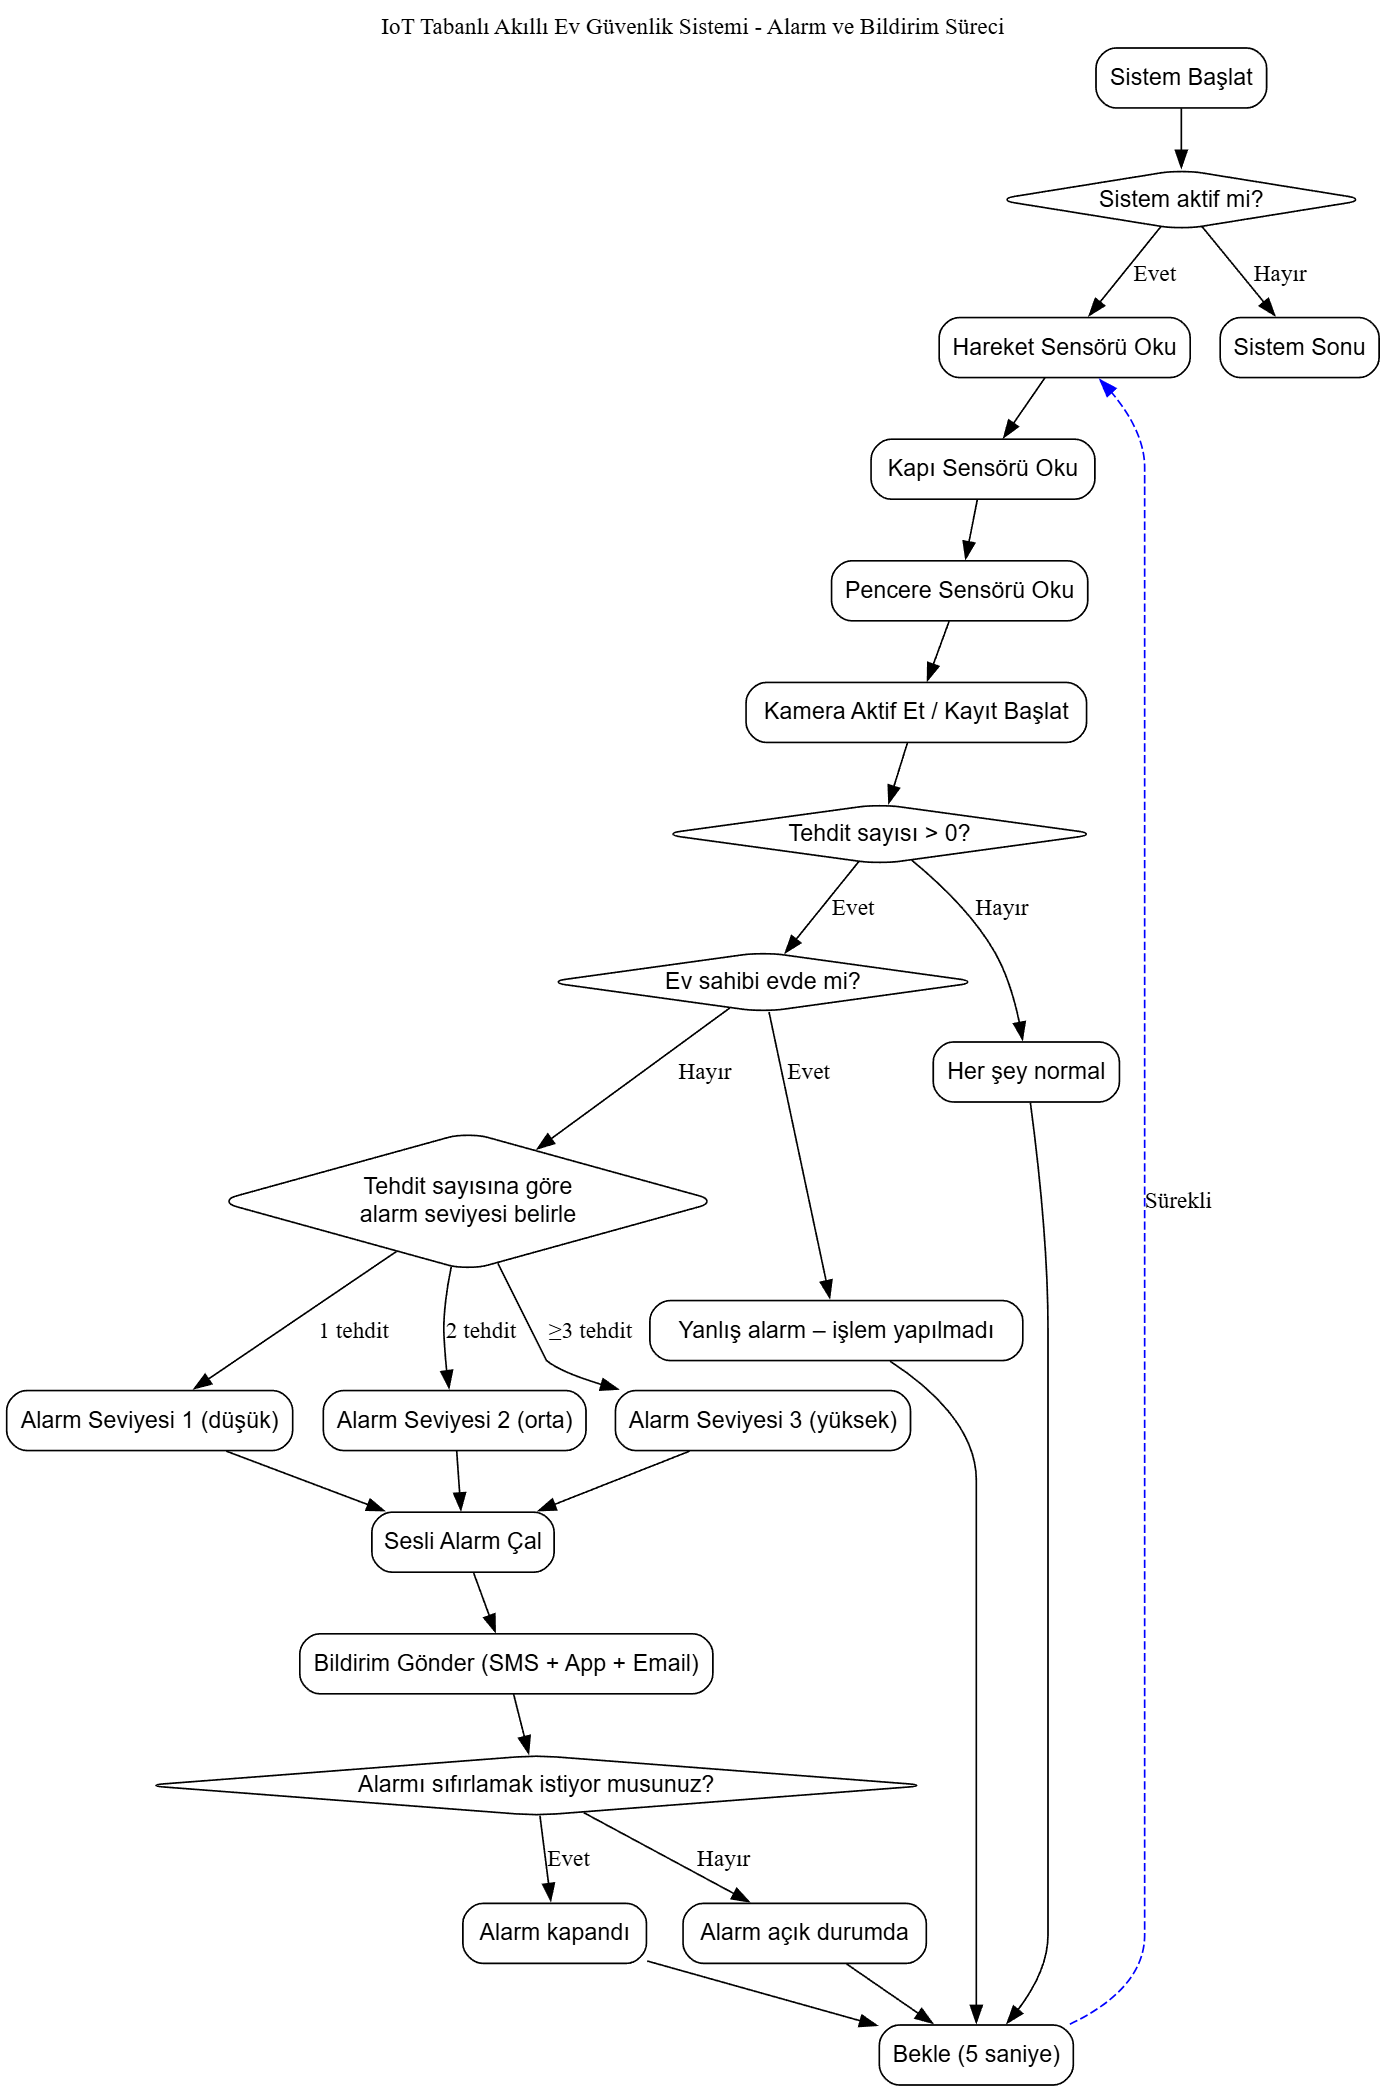 IoT Tabanlı Akıllı Ev Güvenlik Sistemi - Alarm ve Bildirim Süreci
Sistem Başlat
Sistem aktif mi?
Evet
Hayır
Hareket Sensörü Oku
Sistem Sonu
Kapı Sensörü Oku
Pencere Sensörü Oku
Kamera Aktif Et / Kayıt Başlat
Tehdit sayısı > 0?
Evet
Hayır
Ev sahibi evde mi?
Hayır
Evet
Her şey normal
Tehdit sayısına göre
alarm seviyesi belirle
Sürekli
1 tehdit
2 tehdit
≥3 tehdit
Yanlış alarm – işlem yapılmadı
Alarm Seviyesi 1 (düşük)
Alarm Seviyesi 2 (orta)
Alarm Seviyesi 3 (yüksek)
Sesli Alarm Çal
Bildirim Gönder (SMS + App + Email)
Alarmı sıfırlamak istiyor musunuz?
Evet
Hayır
Alarm kapandı
Alarm açık durumda
Bekle (5 saniye)